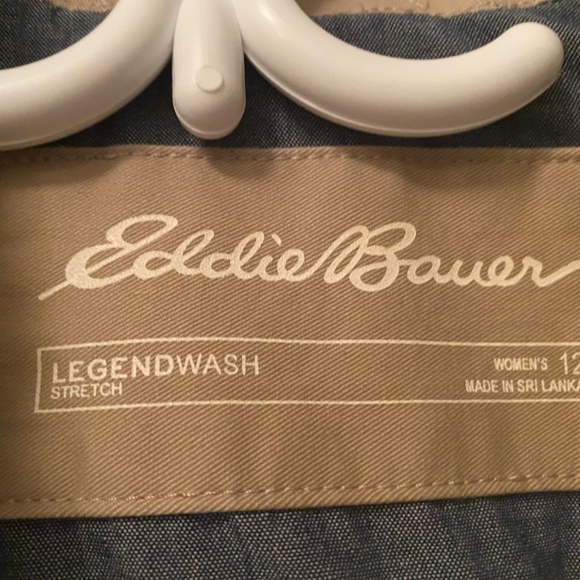 Eddie Bauer
LEGENDWASH
STRETCH
WOMEN'S 12
MADE IN SRI LANKA